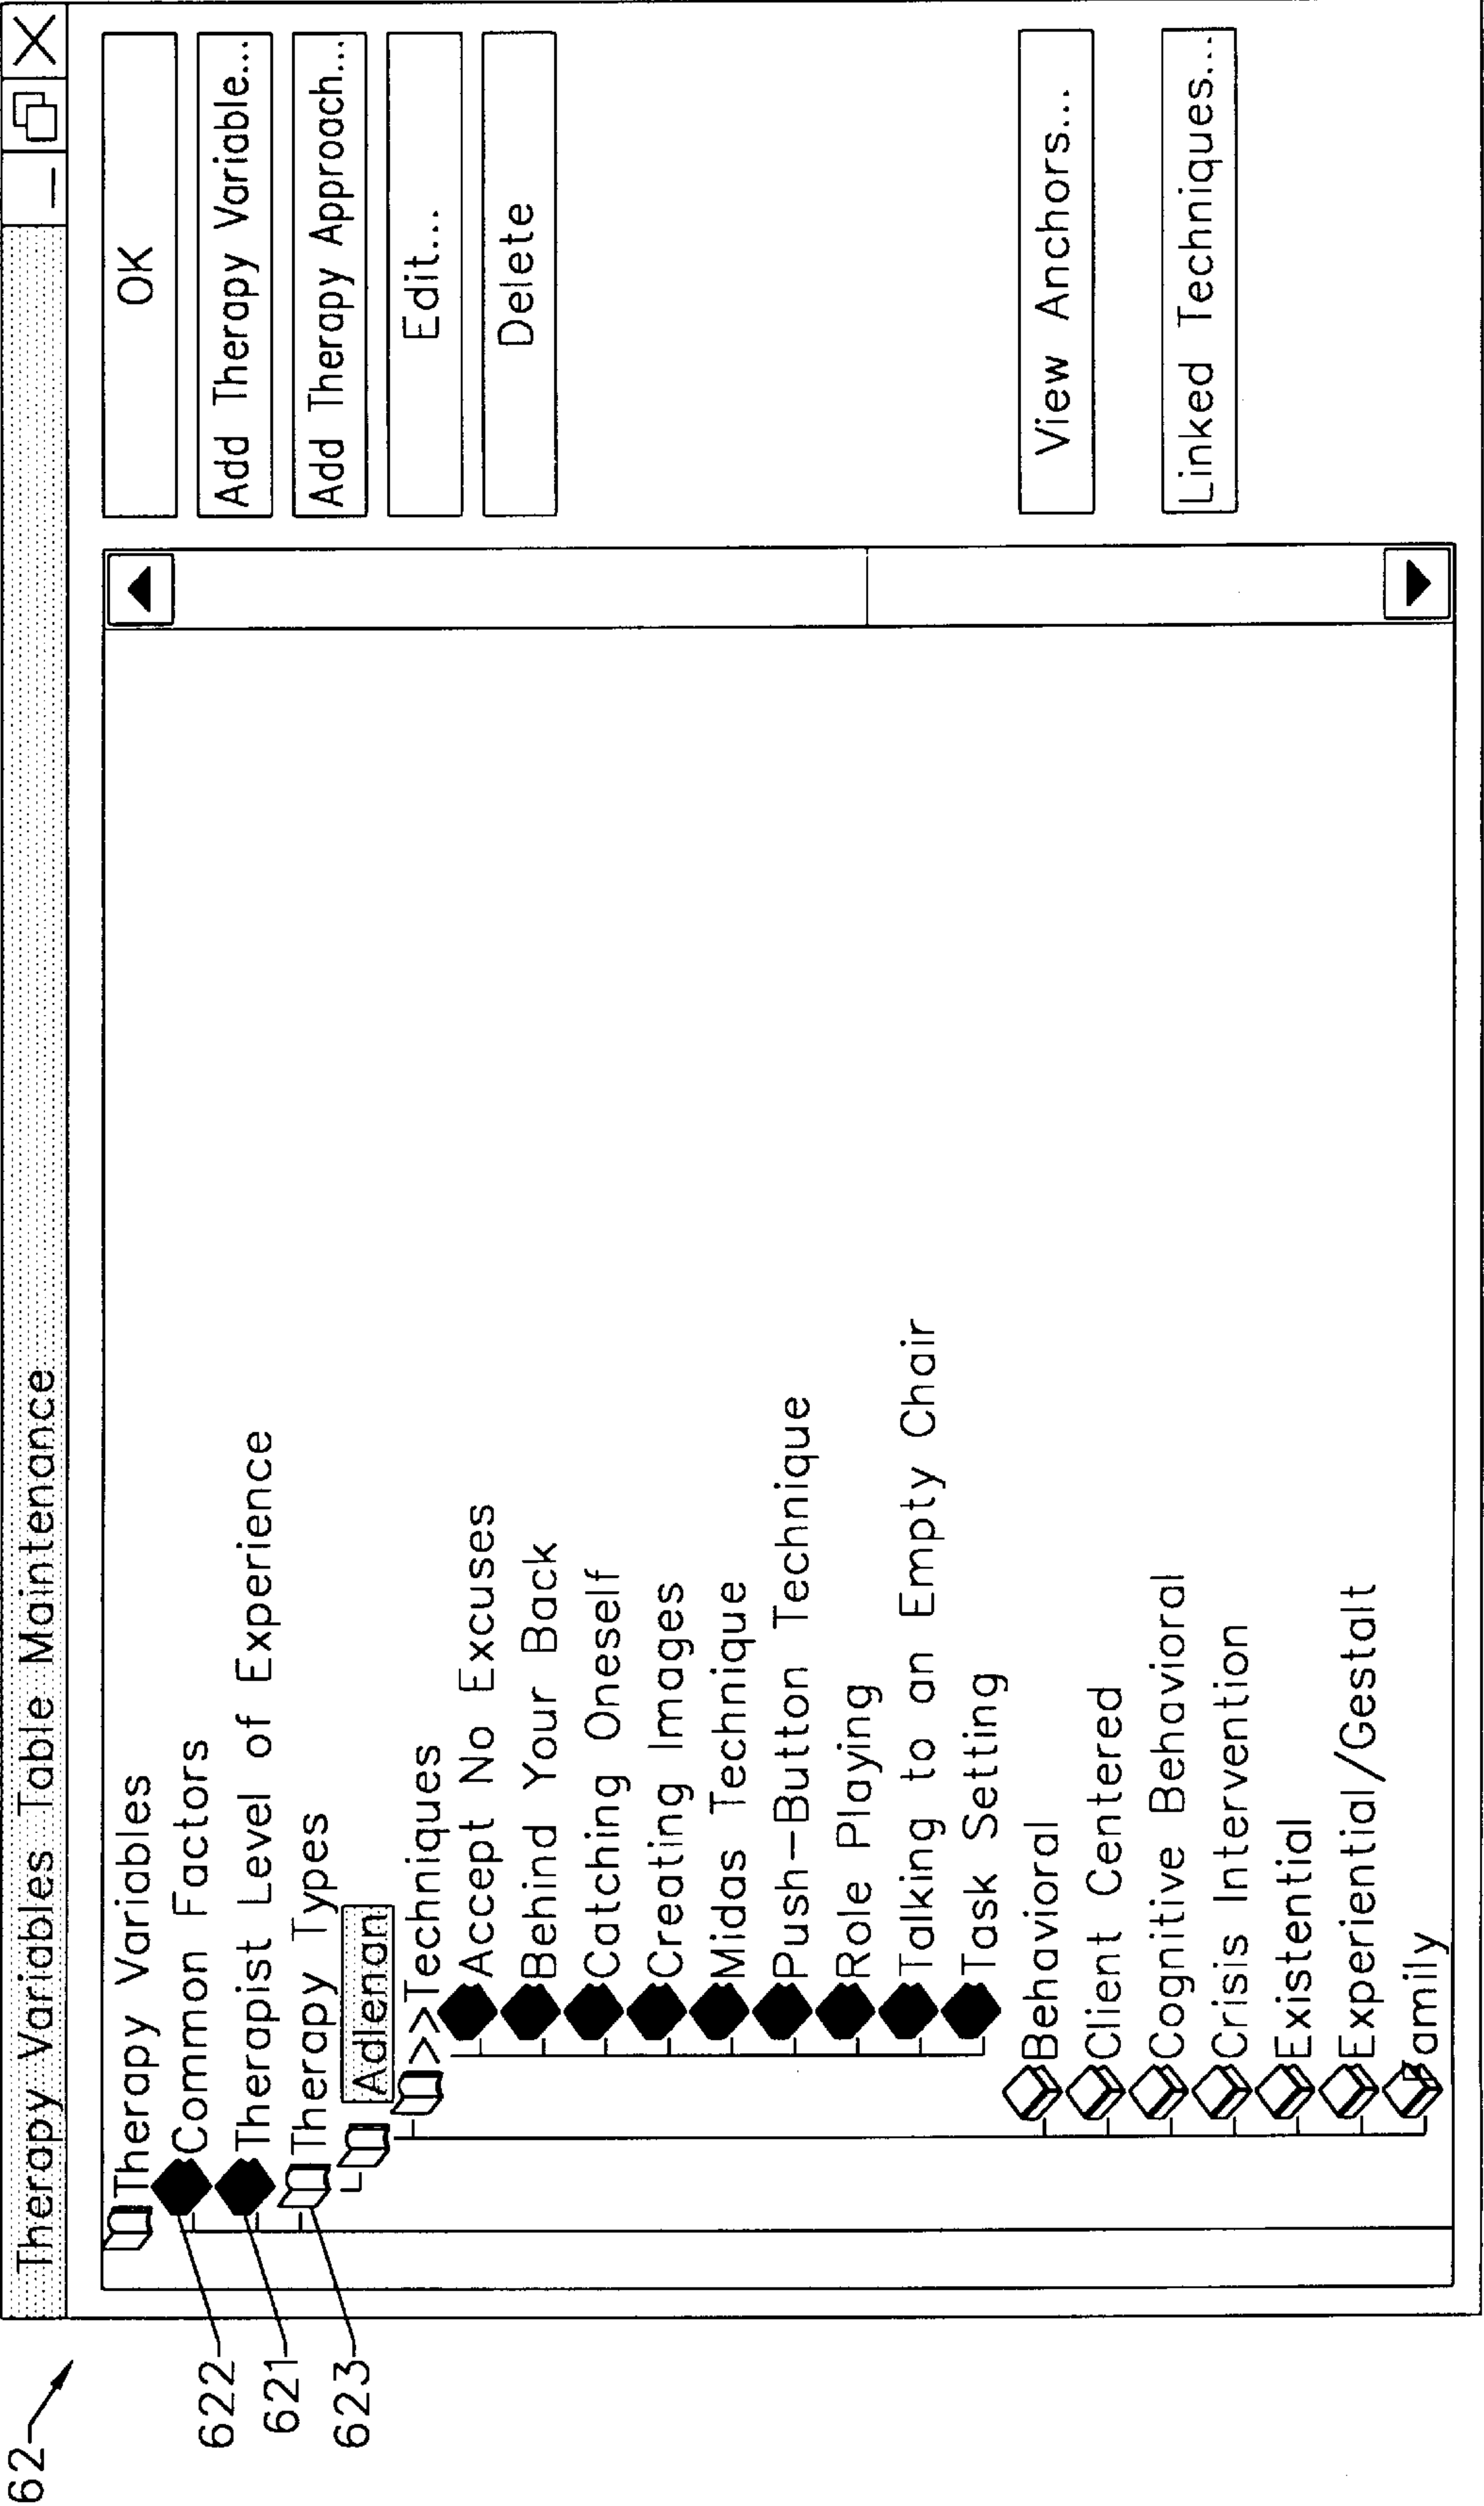 62
Therapy Variables Table Maintenance
Therapy Variables
622
Common Factors
621
Therapist Level of Experience
623
Therapy Types
Adlenan
>>Techniques
Accept No Excuses
Behind Your Back
Catching Oneself
Creating Images
Midas Technique
Push-Button Technique
Role Playing
Talking to an Empty Chair
Task Setting
Behavioral
Client Centered
Cognitive Behavioral
Crisis Intervention
Existential
Experiential/Gestalt
Family
OK
Add Therapy Variable...
Add Therapy Approach...
Edit...
Delete
View Anchors...
Linked Techniques...